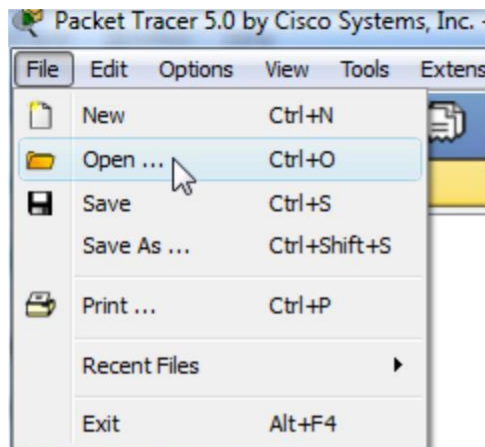 Packet Tracer 5.0 by Cisco Systems, Inc. -
File Edit Options View Tools Extens
New Ctrl+N
Open ... Ctrl+O
Save Ctrl+S
Save As ... Ctrl+Shift+S
Print ... Ctrl+P
Recent Files
Exit Alt+F4